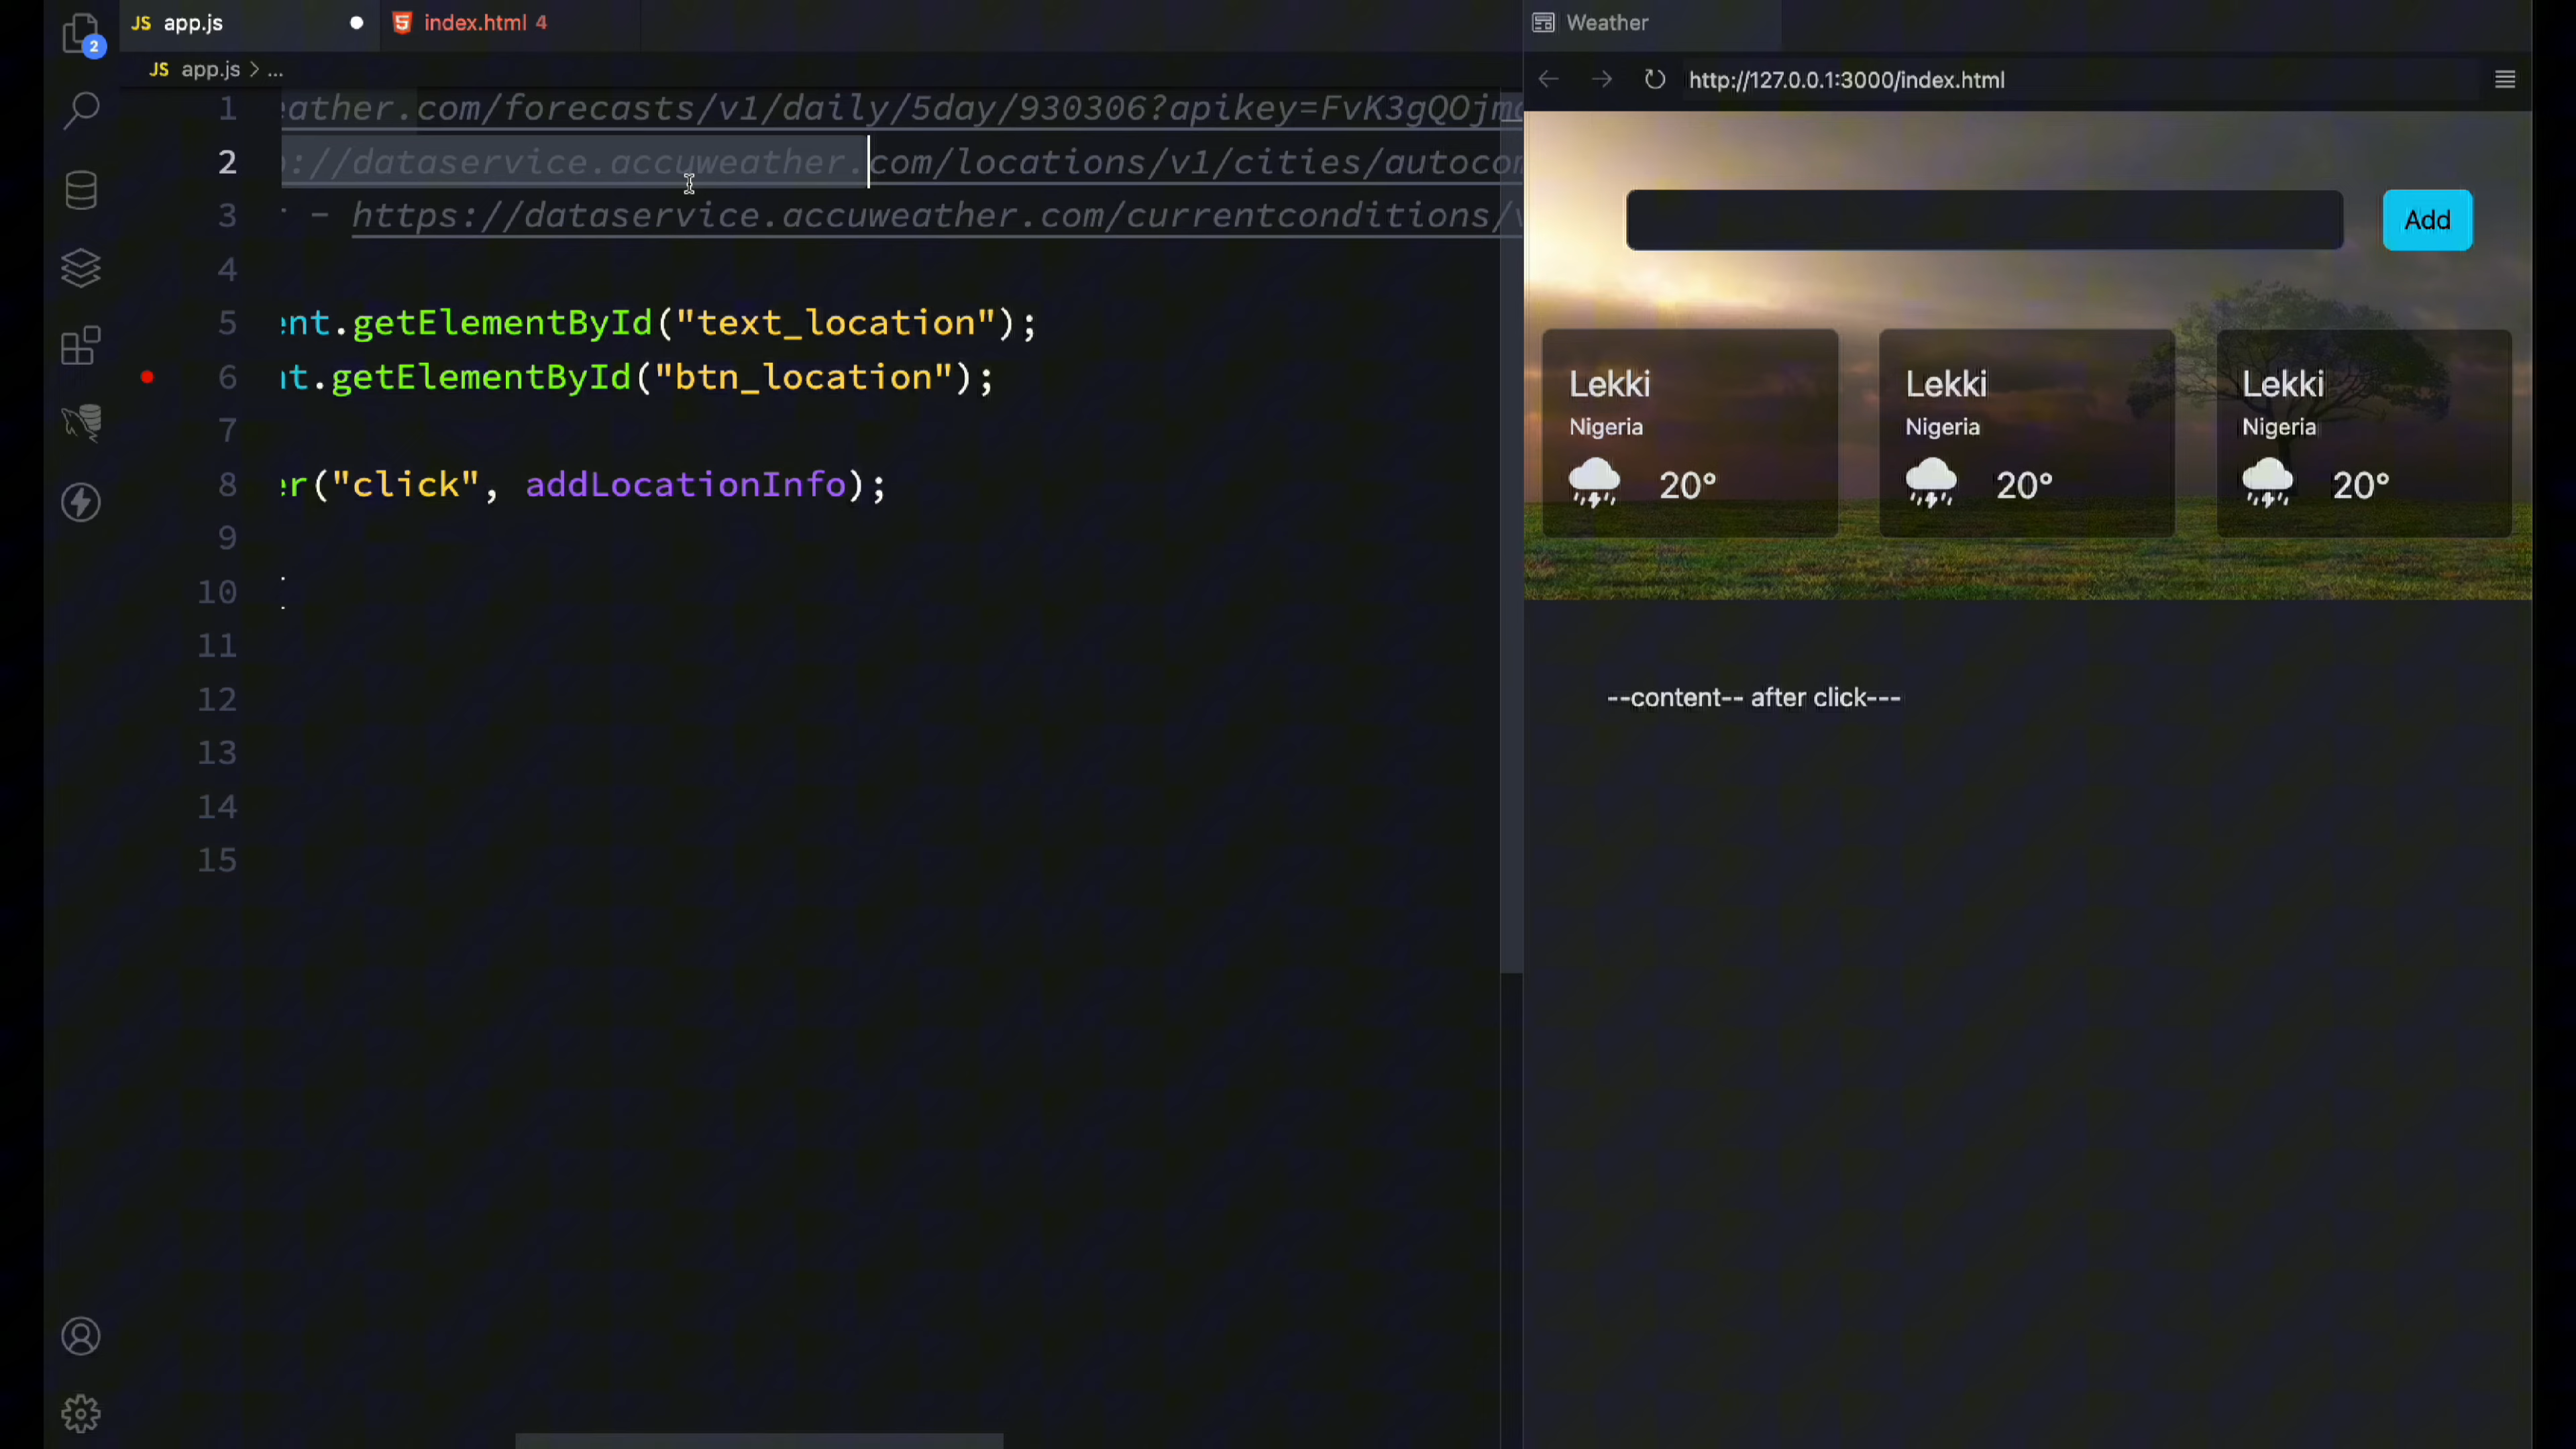 JS app.js
index.html 4
2
JS app.js > ...
1 eather.com/forecasts/v1/daily/5day/930306?apikey=FvK3gQOjm
2 ://dataservice.accuweather.com/locations/v1/cities/autoco
3 - https://dataservice.accuweather.com/currentconditions/
4
5 ent.getElementById("text_location");
6 nt.getElementById("btn_location");
7
8 er("click", addLocationInfo);
9
10
11
12
13
14
15
Weather
http://127.0.0.1:3000/index.html
Add
Lekki
Nigeria
20°
Lekki
Nigeria
20°
Lekki
Nigeria
20°
--content-- after click---